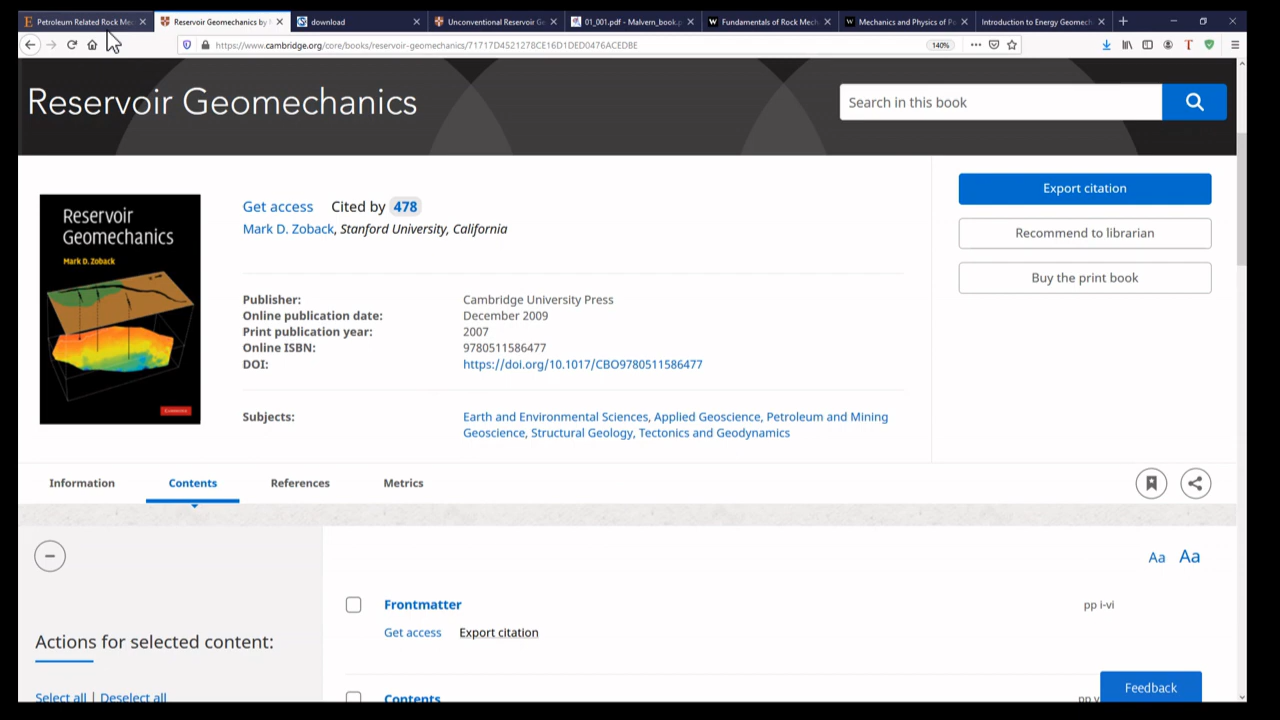 Petroleum Related Rock Mec
Reservoir Geomechanics by M
download
Unconventional Reservoir Ge
01_001.pdf - Malvern_book.p
Fundamentals of Rock Mech
Mechanics and Physics of Po
Introduction to Energy Geomech
https://www.cambridge.org/core/books/reservoir-geomechanics/71717D4521278CE16D1DED0476ACEDBE
140%
Reservoir Geomechanics
Search in this book
Reservoir
Geomechanics
Mark D. Zoback
CAMBRIDGE
Get access Cited by 478
Mark D. Zoback, Stanford University, California
Export citation
Recommend to librarian
Buy the print book
Publisher: Cambridge University Press
Online publication date: December 2009
Print publication year: 2007
Online ISBN: 9780511586477
DOI: https://doi.org/10.1017/CBO9780511586477
Subjects: Earth and Environmental Sciences, Applied Geoscience, Petroleum and Mining
Geoscience, Structural Geology, Tectonics and Geodynamics
Information Contents References Metrics
Aa Aa
Frontmatter pp i-vi
Get access Export citation
Actions for selected content:
Select all | Deselect all
Contents pp v
Feedback